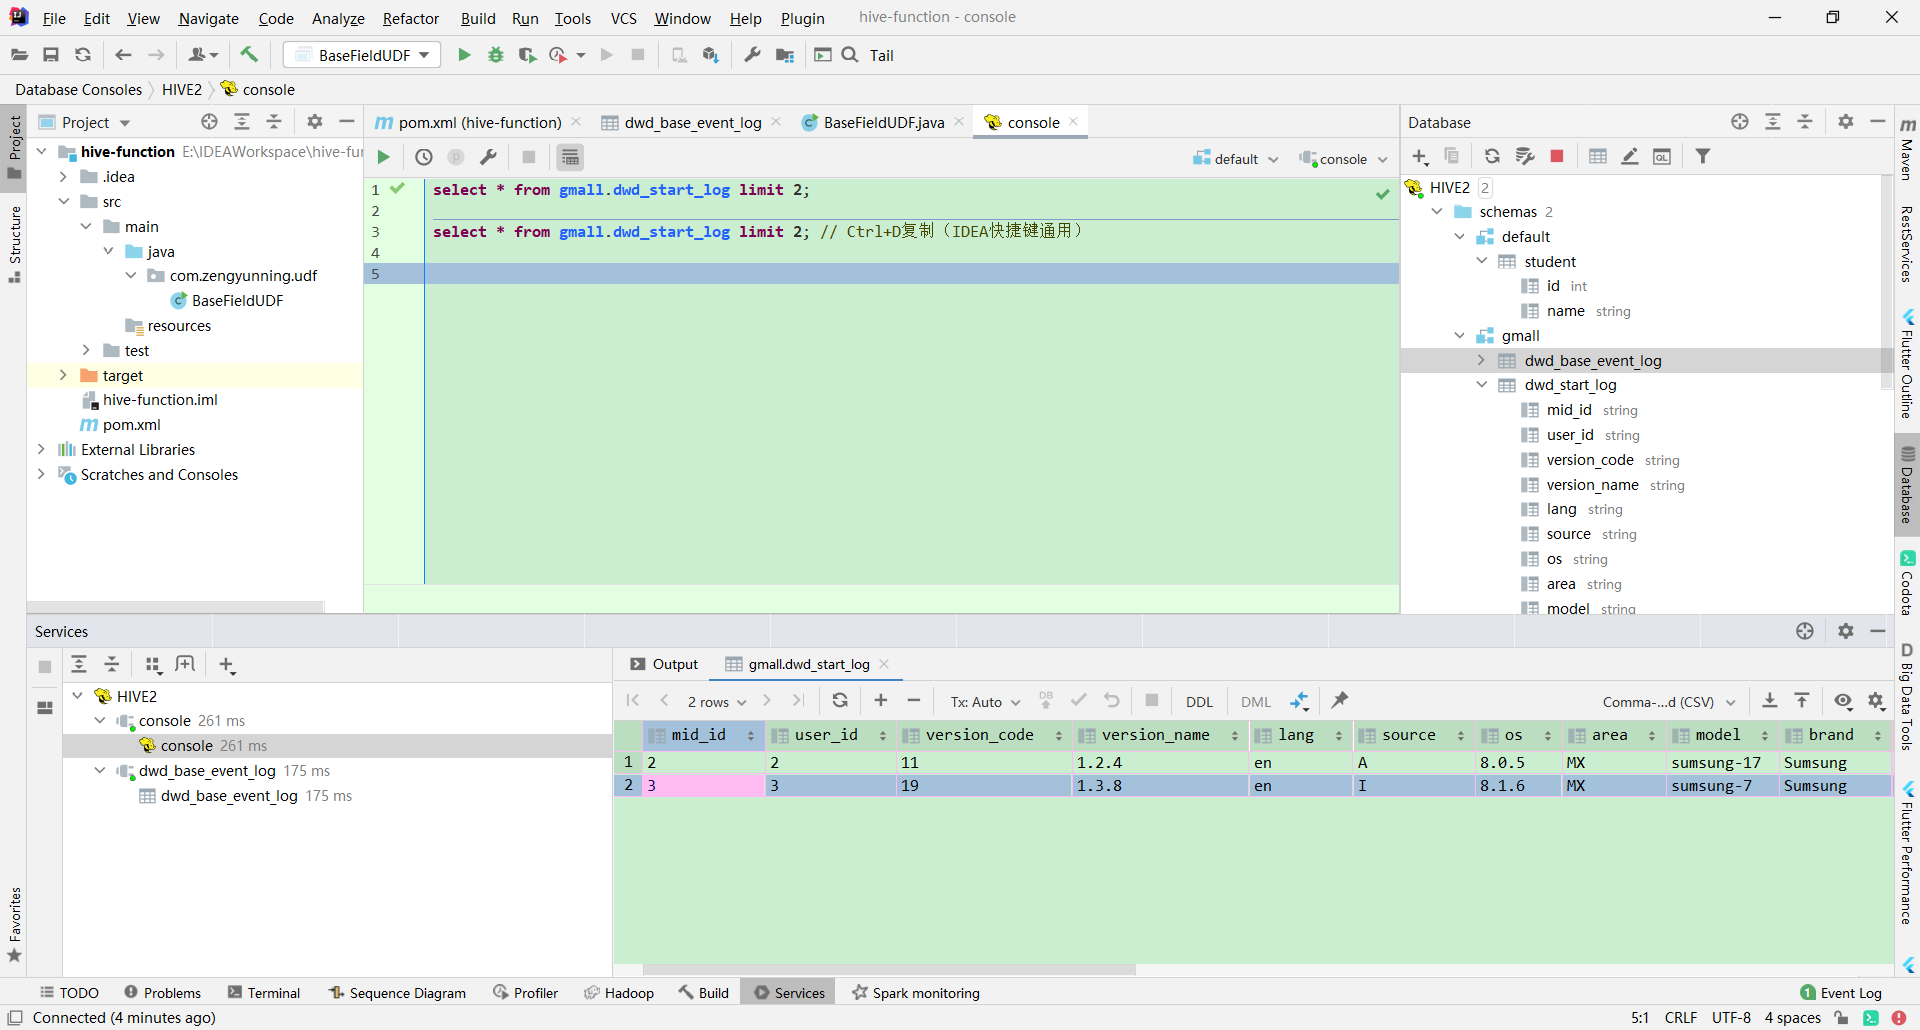 File Edit View Navigate Code Analyze Refactor Build Run Tools VCS Window Help Plugin hive-function - console
BaseFieldUDF Tail
Database Consoles HIVE2 console
Project
pom.xml (hive-function) dwd_base_event_log BaseFieldUDF.java console
Database
default console
hive-function E:\IDEAWorkspace\hive-fun
.idea
src
main
java
com.zengyunning.udf
BaseFieldUDF
resources
test
target
hive-function.iml
pom.xml
External Libraries
Scratches and Consoles
1 select * from gmall.dwd_start_log limit 2;
2
3 select * from gmall.dwd_start_log limit 2; // Ctrl+D复制（IDEA快捷键通用）
4
5
HIVE2 2
schemas 2
default
student
id int
name string
gmall
dwd_base_event_log
dwd_start_log
mid_id string
user_id string
version_code string
version_name string
lang string
source string
os string
area string
model string
Project
Structure
Favorites
Maven
RestServices
Flutter Outline
Database
Codota
Big Data Tools
Flutter Performance
Services
HIVE2
console 261 ms
console 261 ms
dwd_base_event_log 175 ms
dwd_base_event_log 175 ms
Output gmall.dwd_start_log
2 rows Tx: Auto DB DDL DML Comma-...d (CSV)
mid_id user_id version_code version_name lang source os area model brand
1 2 2 11 1.2.4 en A 8.0.5 MX sumsung-17 Sumsung
2 3 3 19 1.3.8 en I 8.1.6 MX sumsung-7 Sumsung
TODO Problems Terminal Sequence Diagram Profiler Hadoop Build Services Spark monitoring 1 Event Log
Connected (4 minutes ago) 5:1 CRLF UTF-8 4 spaces